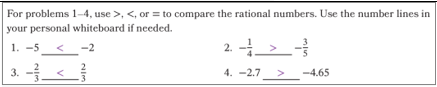 For problems 1–4, use >, <, or = to compare the rational numbers. Use the number lines in
your personal whiteboard if needed.
1. −5 < −2 2. −1/4 > −3/5
3. −2/3 < 2/3 4. −2.7 > −4.65